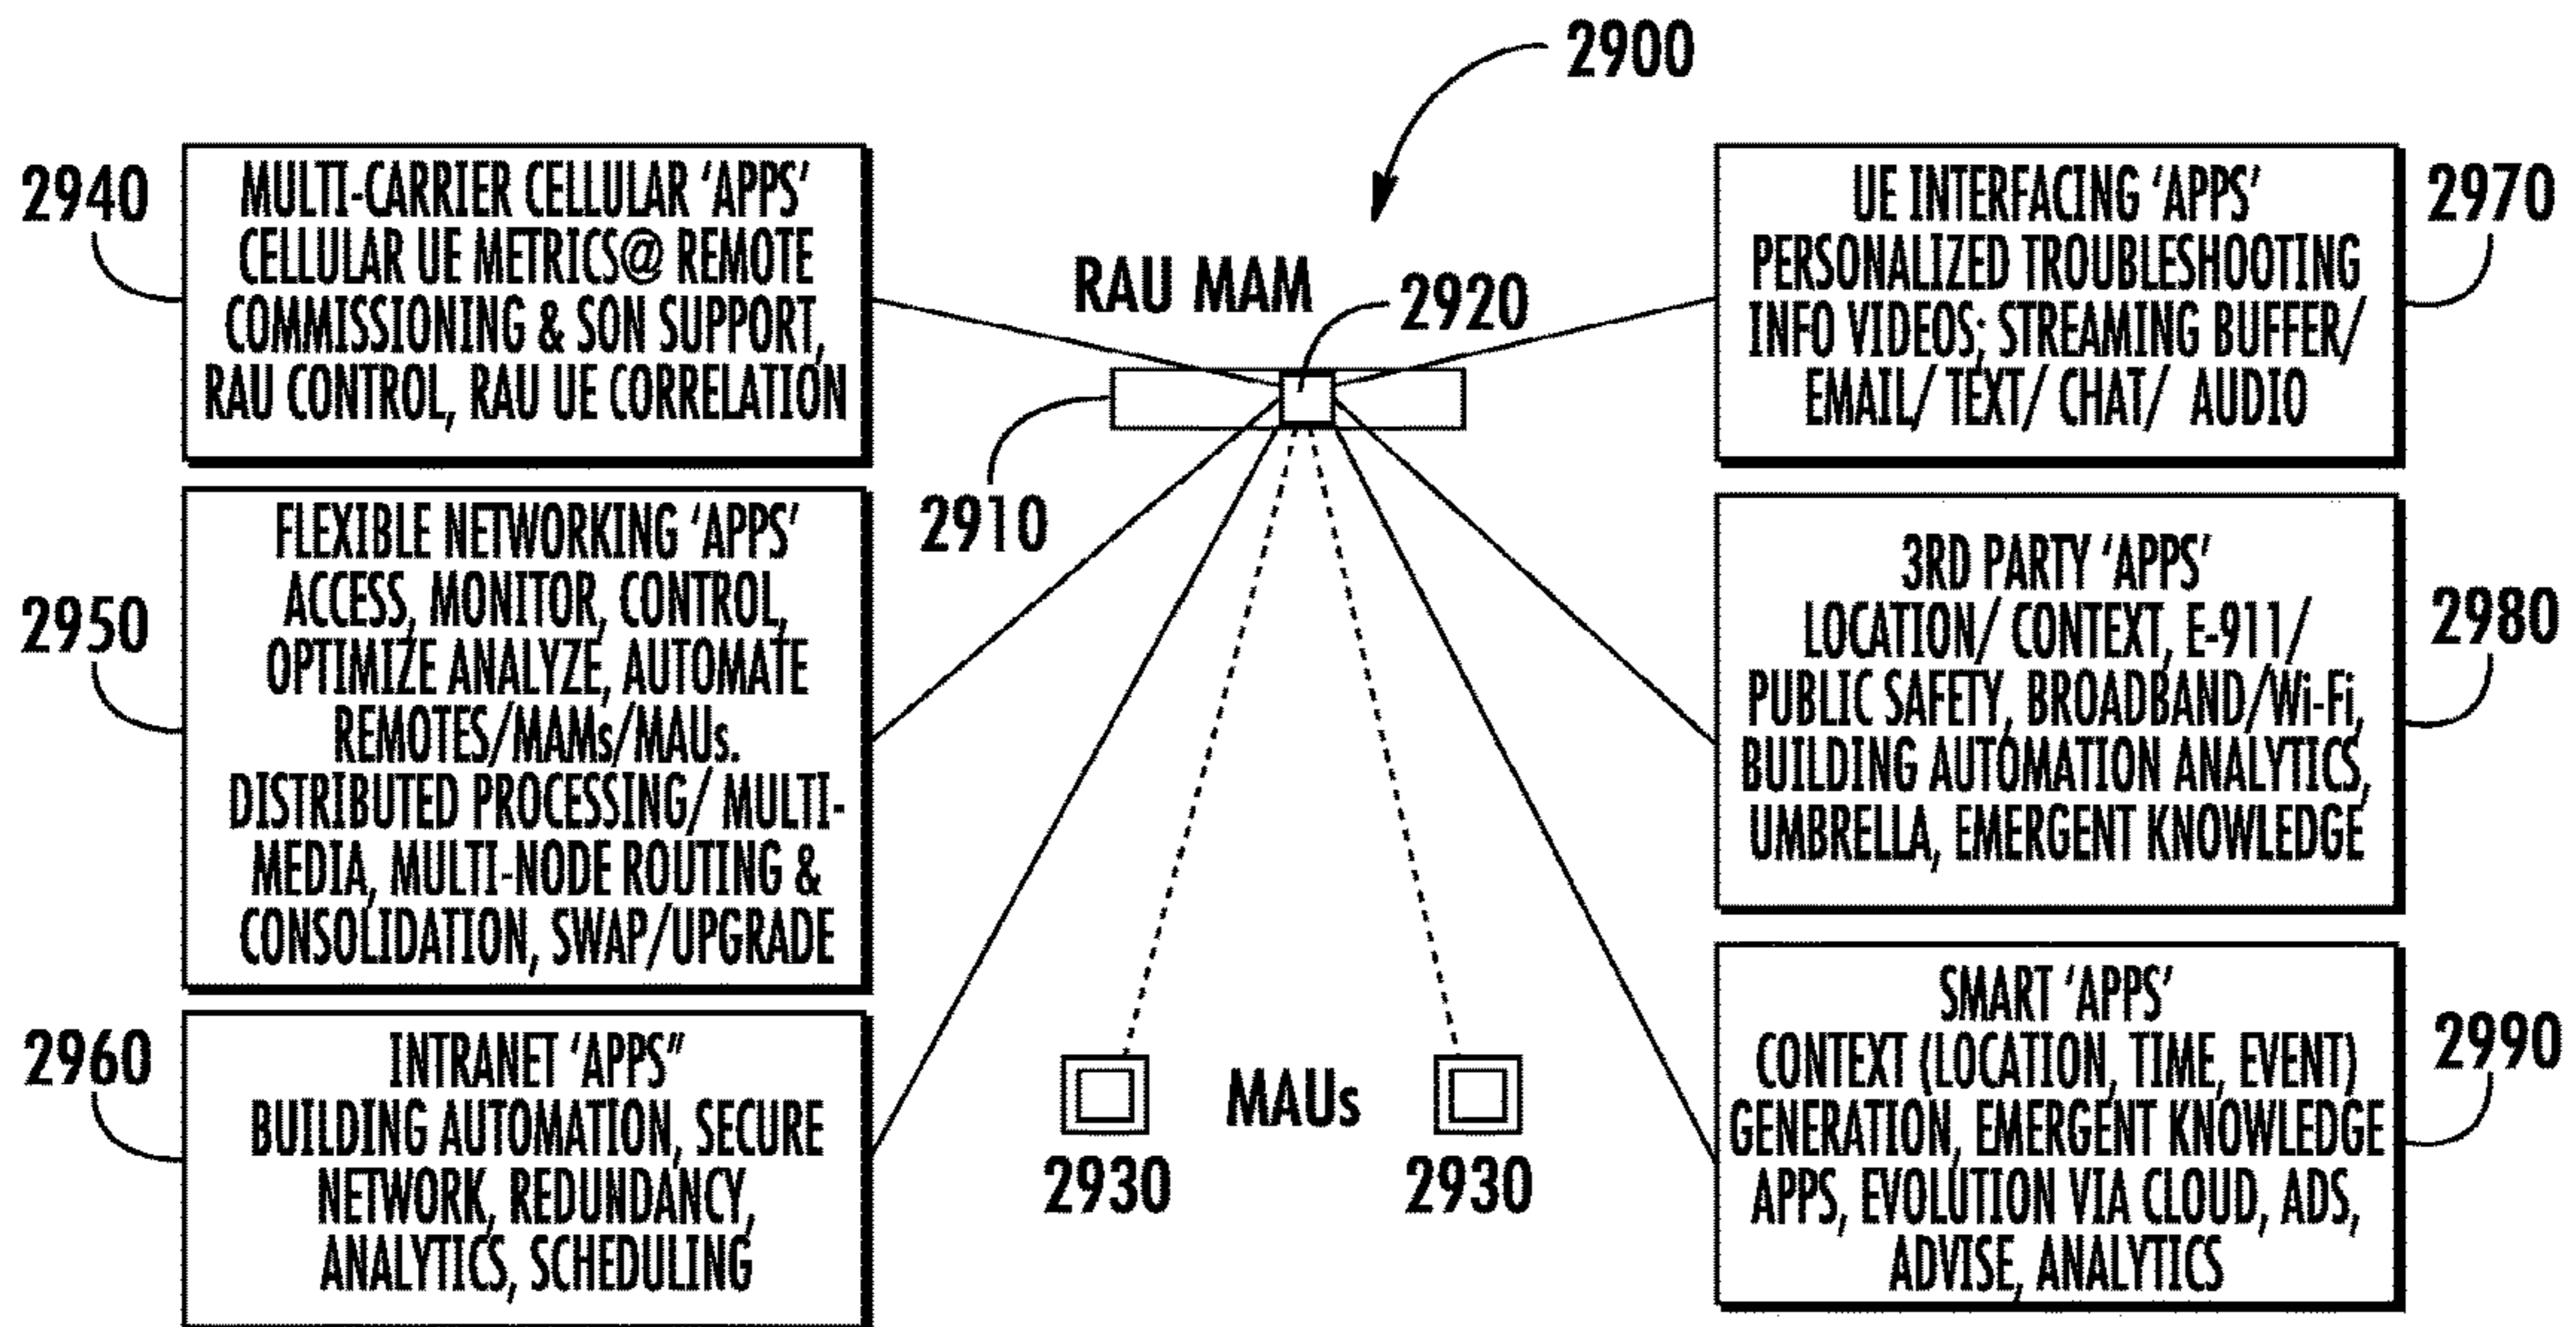 2900
2940
MULTI-CARRIER CELLULAR 'APPS'
CELLULAR UE METRICS@ REMOTE
COMMISSIONING & SON SUPPORT,
RAU CONTROL, RAU UE CORRELATION
2950
FLEXIBLE NETWORKING 'APPS'
ACCESS, MONITOR, CONTROL,
OPTIMIZE ANALYZE, AUTOMATE
REMOTES/MAMs/MAUs.
DISTRIBUTED PROCESSING/ MULTI-
MEDIA, MULTI-NODE ROUTING &
CONSOLIDATION, SWAP/UPGRADE
2960
INTRANET 'APPS"
BUILDING AUTOMATION, SECURE
NETWORK, REDUNDANCY,
ANALYTICS, SCHEDULING
RAU MAM
2920
2910
MAUs
2930
2930
2970
UE INTERFACING 'APPS'
PERSONALIZED TROUBLESHOOTING
INFO VIDEOS; STREAMING BUFFER/
EMAIL/ TEXT/ CHAT/ AUDIO
2980
3RD PARTY 'APPS'
LOCATION/ CONTEXT, E-911/
PUBLIC SAFETY, BROADBAND/Wi-Fi,
BUILDING AUTOMATION ANALYTICS,
UMBRELLA, EMERGENT KNOWLEDGE
2990
SMART 'APPS'
CONTEXT (LOCATION, TIME, EVENT)
GENERATION, EMERGENT KNOWLEDGE
APPS, EVOLUTION VIA CLOUD, ADS,
ADVISE, ANALYTICS